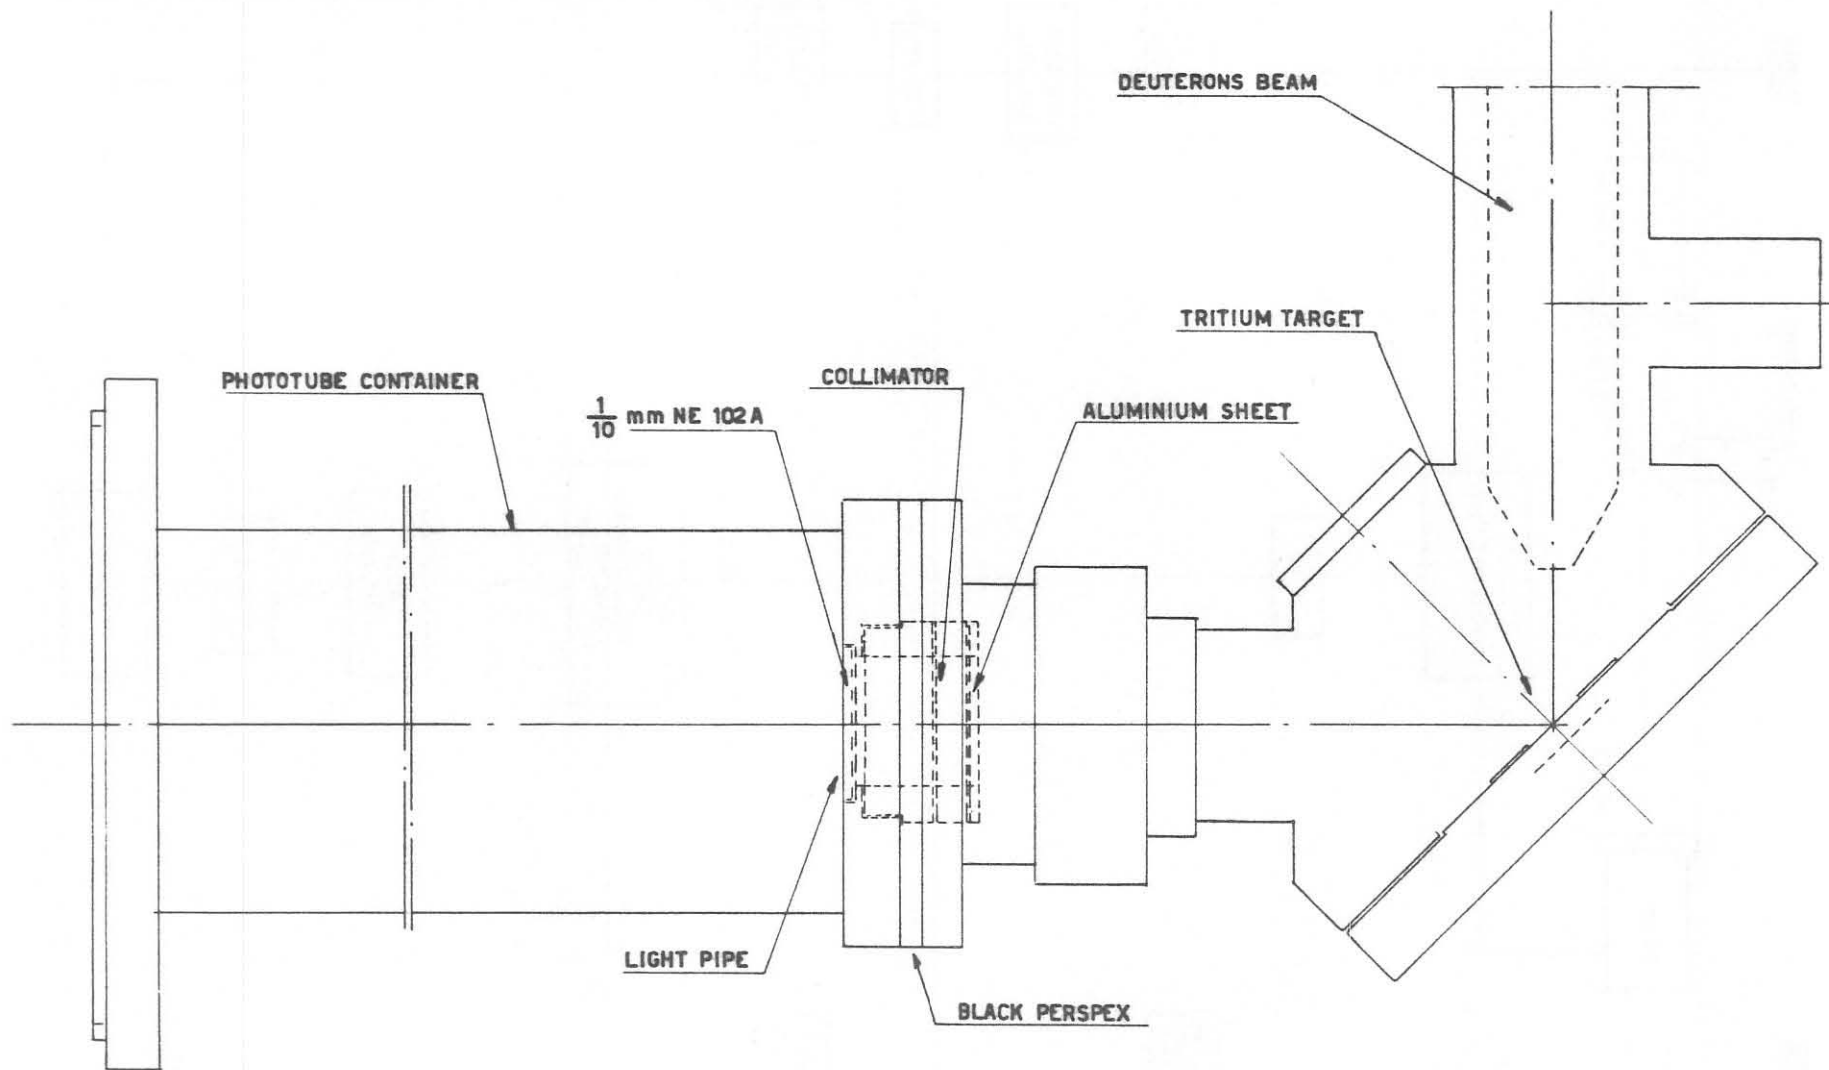 DEUTERONS BEAM
TRITIUM TARGET
PHOTOTUBE CONTAINER
COLLIMATOR
1/10 mm NE 102A
ALUMINIUM SHEET
LIGHT PIPE
BLACK PERSPEX